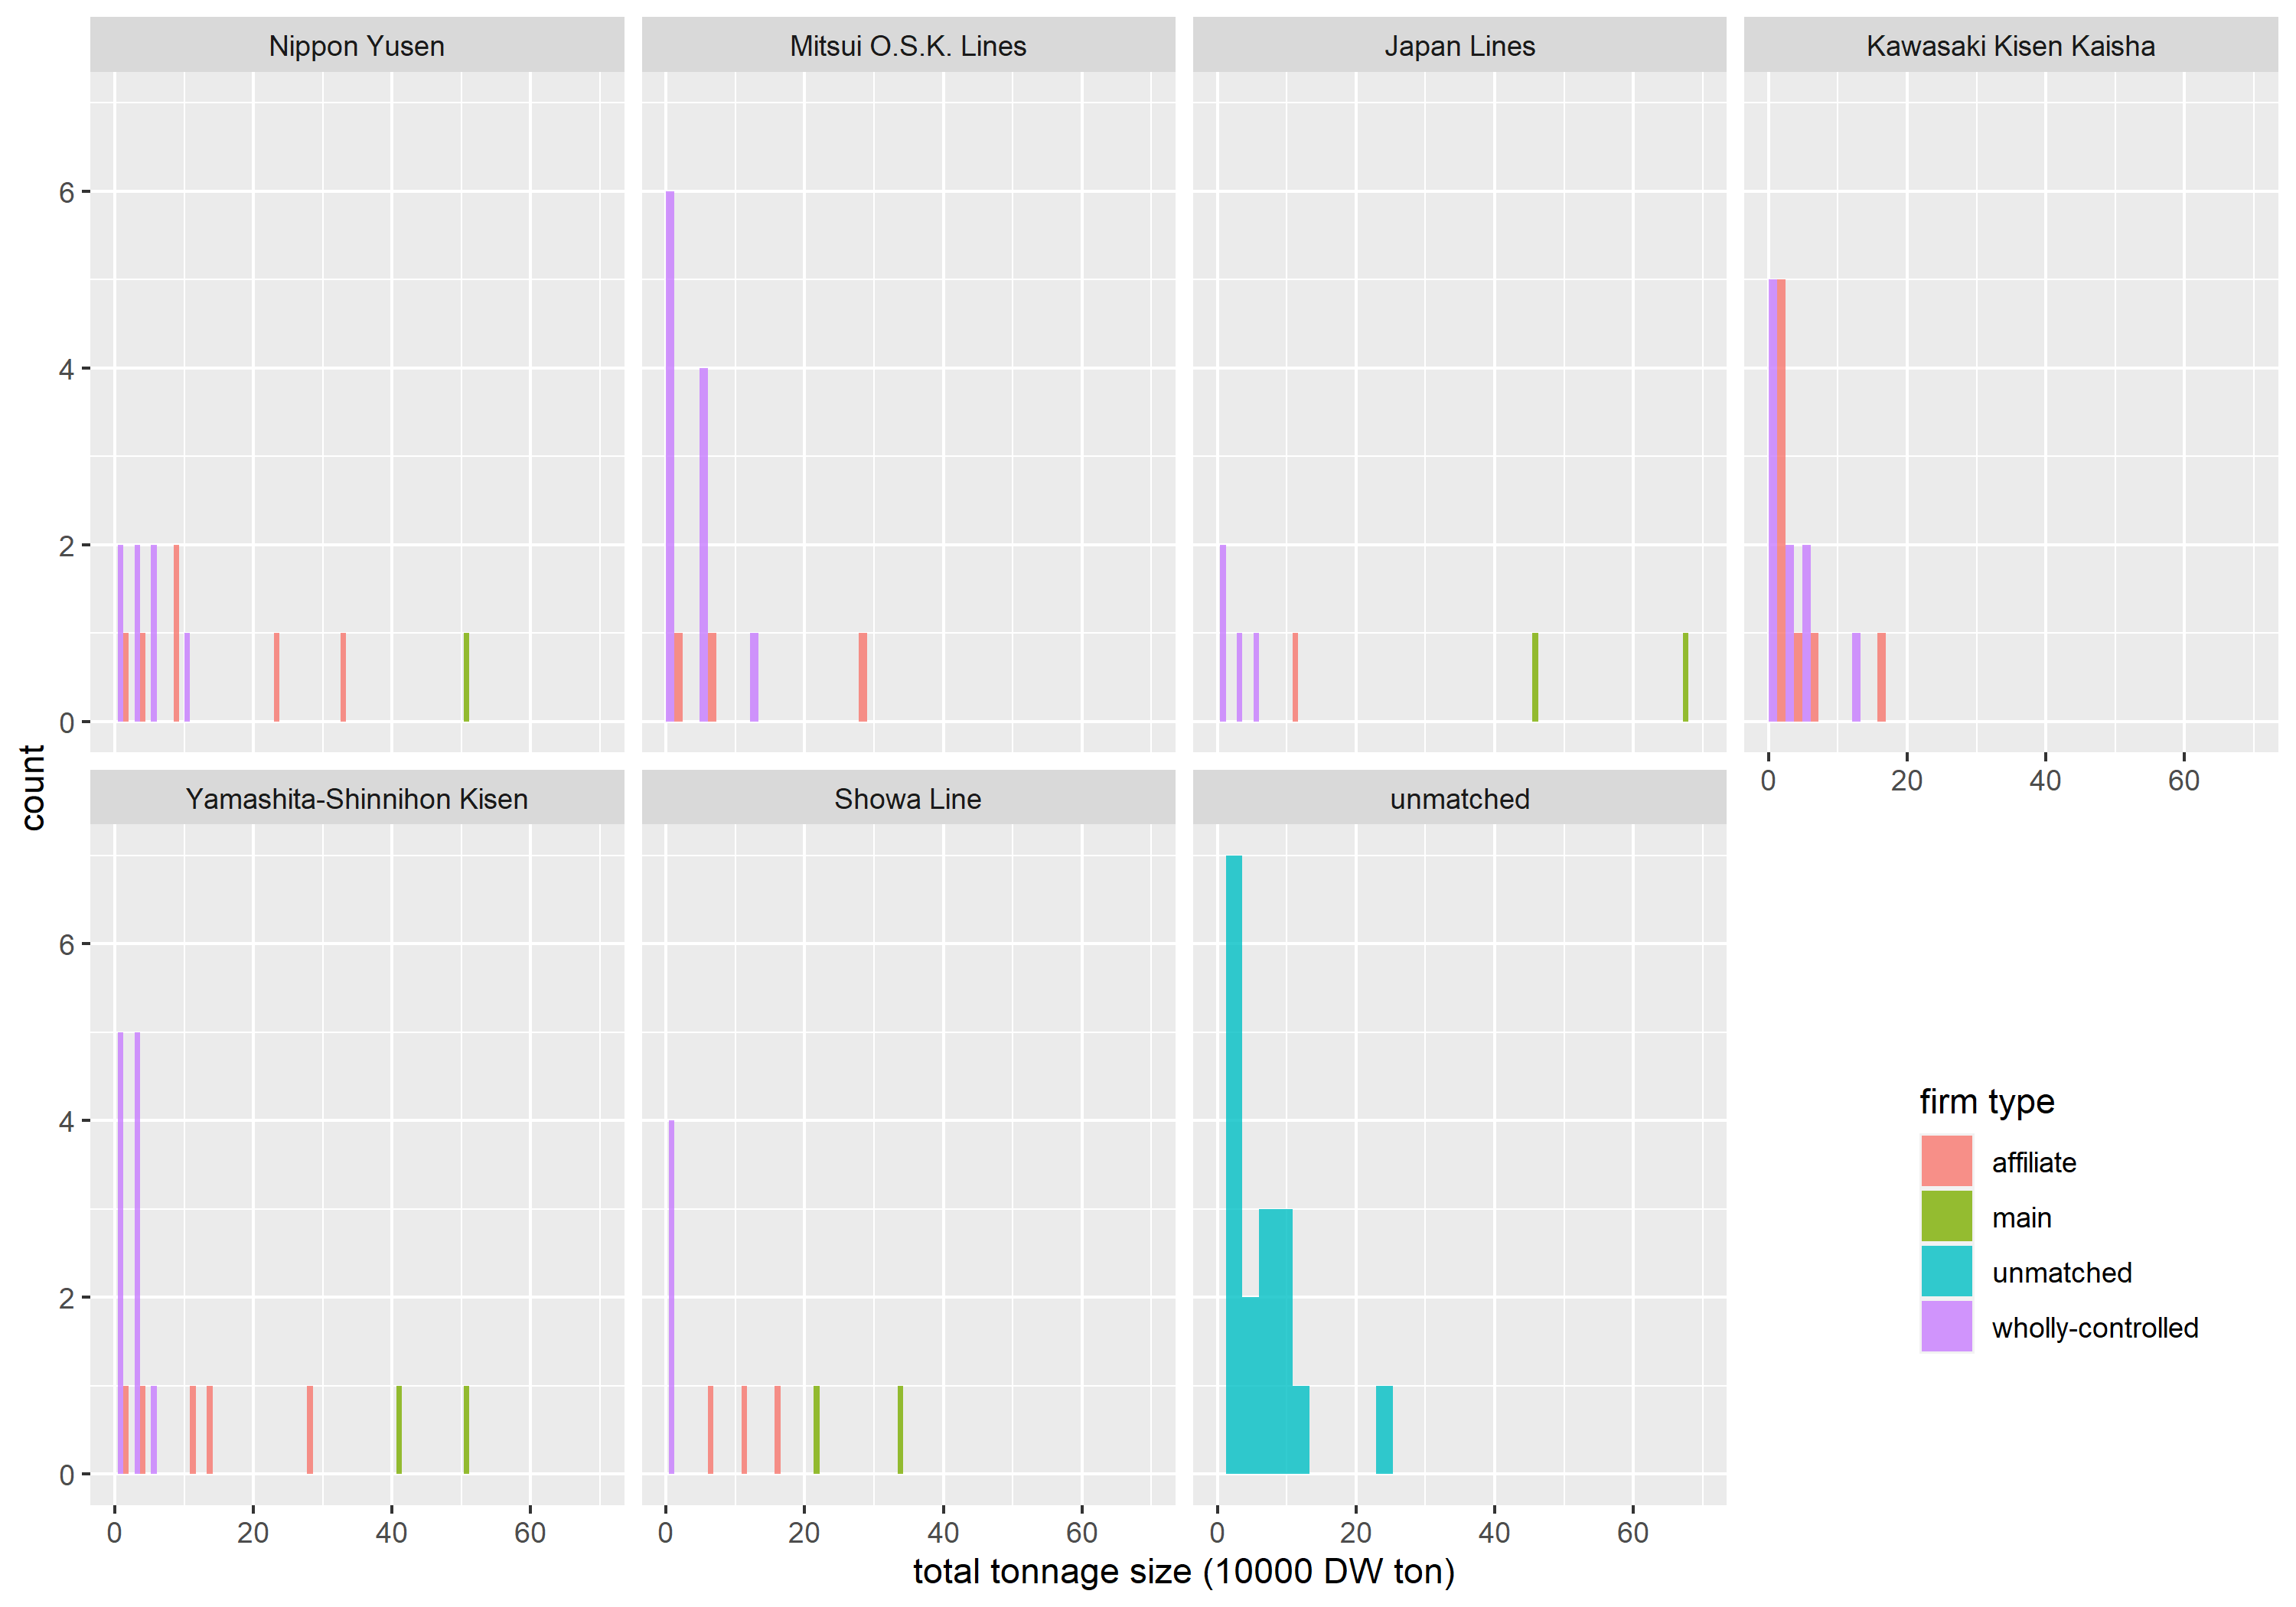 Nippon Yusen
Mitsui O.S.K. Lines
Japan Lines
Kawasaki Kisen Kaisha
6
4
2
0
0 20 40 60
Yamashita-Shinnihon Kisen
Showa Line
unmatched
6
4
2
0
0 20 40 60
0 20 40 60
0 20 40 60
count
total tonnage size (10000 DW ton)
firm type
affiliate
main
unmatched
wholly-controlled